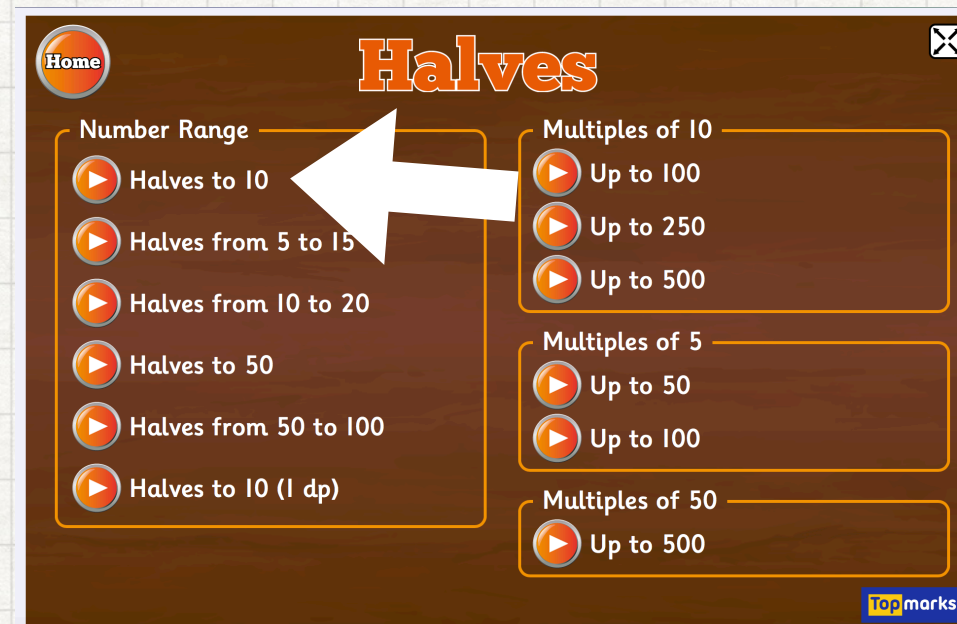 Home
Halves
Number Range
Halves to 10
Halves from 5 to 15
Halves from 10 to 20
Halves to 50
Halves from 50 to 100
Halves to 10 (1 dp)
Multiples of 10
Up to 100
Up to 250
Up to 500
Multiples of 5
Up to 50
Up to 100
Multiples of 50
Up to 500
Topmarks